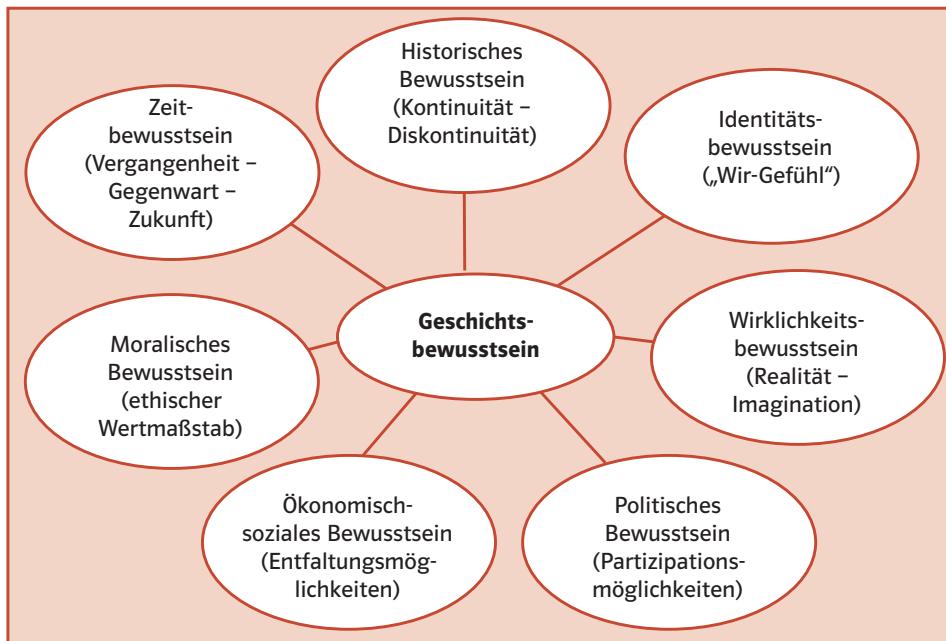 Historisches
Bewusstsein
(Kontinuität –
Diskontinuität)
Zeit-
bewusstsein
(Vergangenheit –
Gegenwart –
Zukunft)
Identitäts-
bewusstsein
(„Wir-Gefühl“)
Geschichts-
bewusstsein
Wirklichkeits-
bewusstsein
(Realität –
Imagination)
Moralisches
Bewusstsein
(ethischer
Wertmaßstab)
Ökonomisch-
soziales Bewusstsein
(Entfaltungsmög-
lichkeiten)
Politisches
Bewusstsein
(Partizipations-
möglichkeiten)